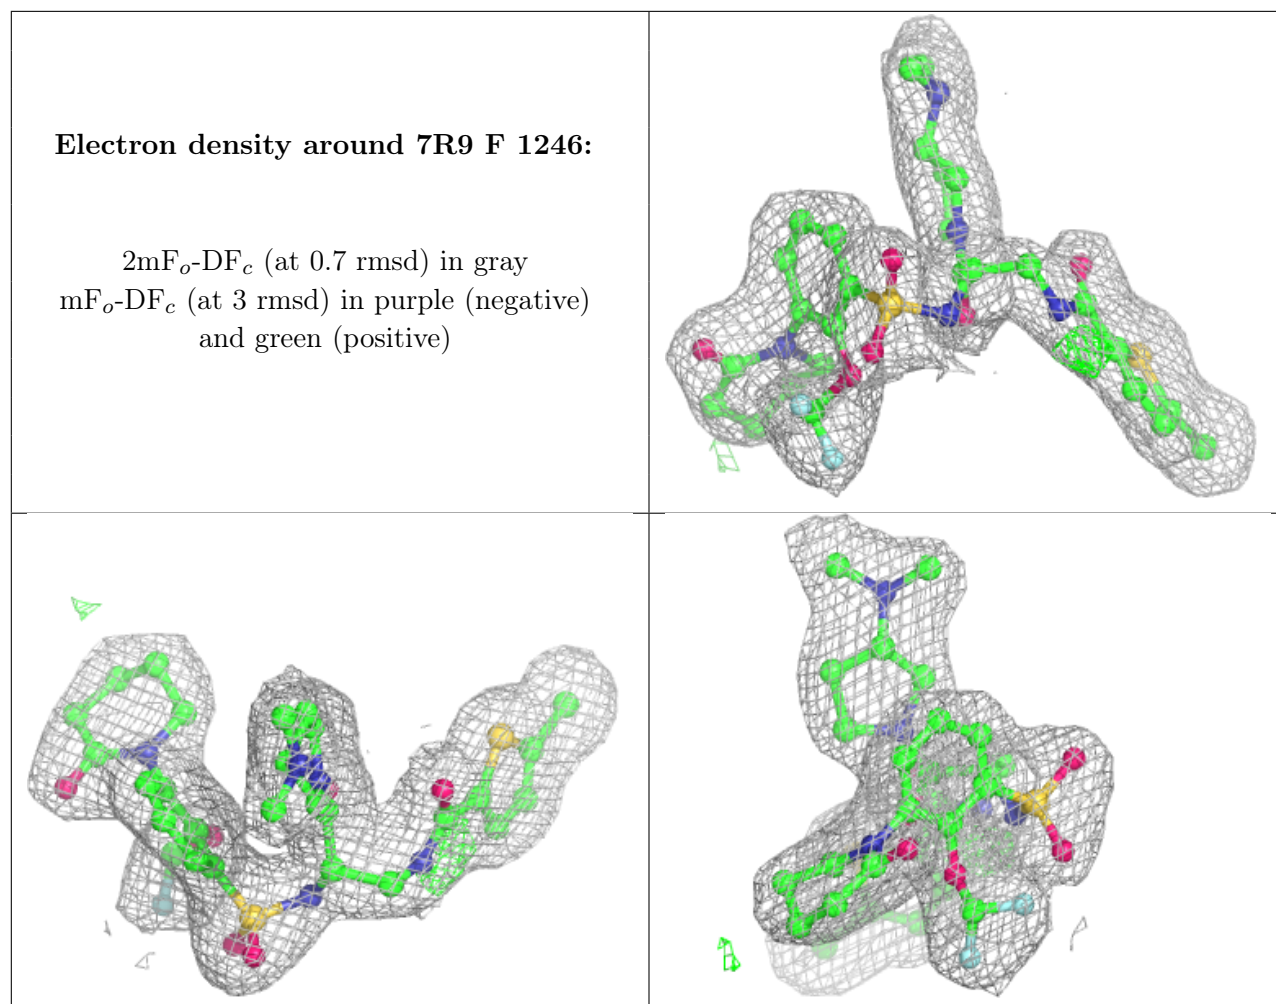 Electron density around 7R9 F 1246:
2mFo-DFc (at 0.7 rmsd) in gray
mFo-DFc (at 3 rmsd) in purple (negative)
and green (positive)